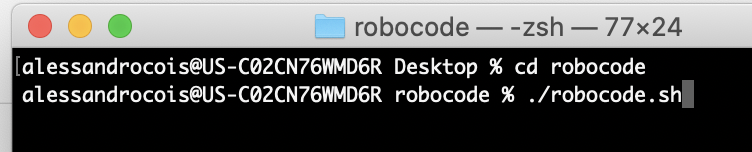 robocode — -zsh — 77×24
[alessandrocois@US-C02CN76WMD6R Desktop % cd robocode
alessandrocois@US-C02CN76WMD6R robocode % ./robocode.sh